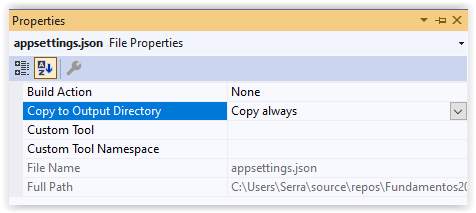 Properties
appsettings.json File Properties
Build Action None
Copy to Output Directory Copy always
Custom Tool
Custom Tool Namespace
File Name appsettings.json
Full Path C:\Users\Serra\source\repos\Fundamentos20